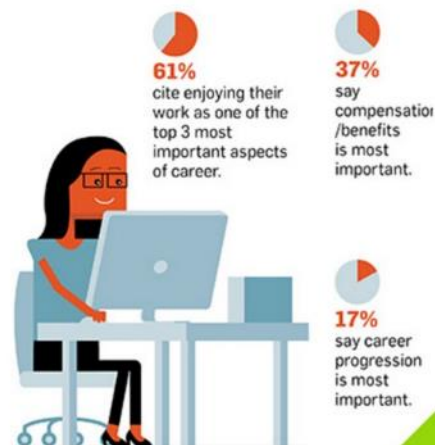 61%
cite enjoying their
work as one of the
top 3 most
important aspects
of career.
37%
say
compensation
/benefits
is most
important.
17%
say career
progression
is most
important.